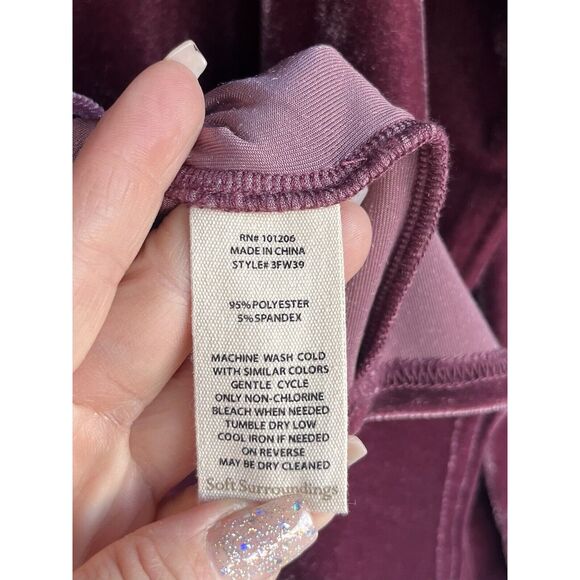 RN# 101206
MADE IN CHINA
STYLE# 3FW39
95%POLYESTER
5%SPANDEX
MACHINE WASH COLD
WITH SIMILAR COLORS
GENTLE CYCLE
ONLY NON-CHLORINE
BLEACH WHEN NEEDED
TUMBLE DRY LOW
COOL IRON IF NEEDED
ON REVERSE
MAY BE DRY CLEANED
Soft Surroundings